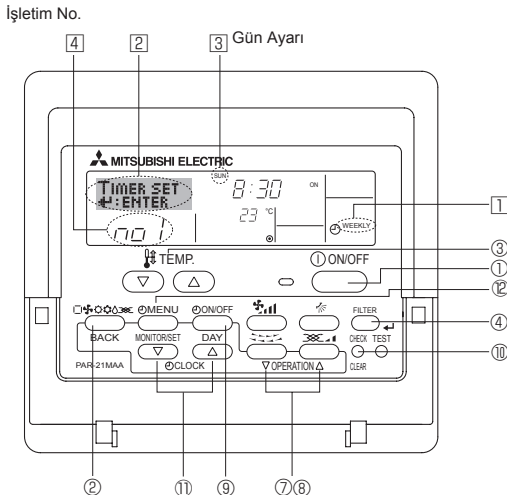 İşletim No.
4 2 3 Gün Ayarı
MITSUBISHI ELECTRIC
SUN
TIMER SET
↵:ENTER
8:30
ON
23 °C
WEEKLY
no 1
1
TEMP.
ON/OFF
③
①
⑫
MENU
ON/OFF
FILTER
④
BACK
MONITOR/SET
DAY
CHECK TEST
⑩
PAR-21MAA
CLOCK
▽OPERATION△
CLEAR
② ⑪ ⑨ ⑦⑧